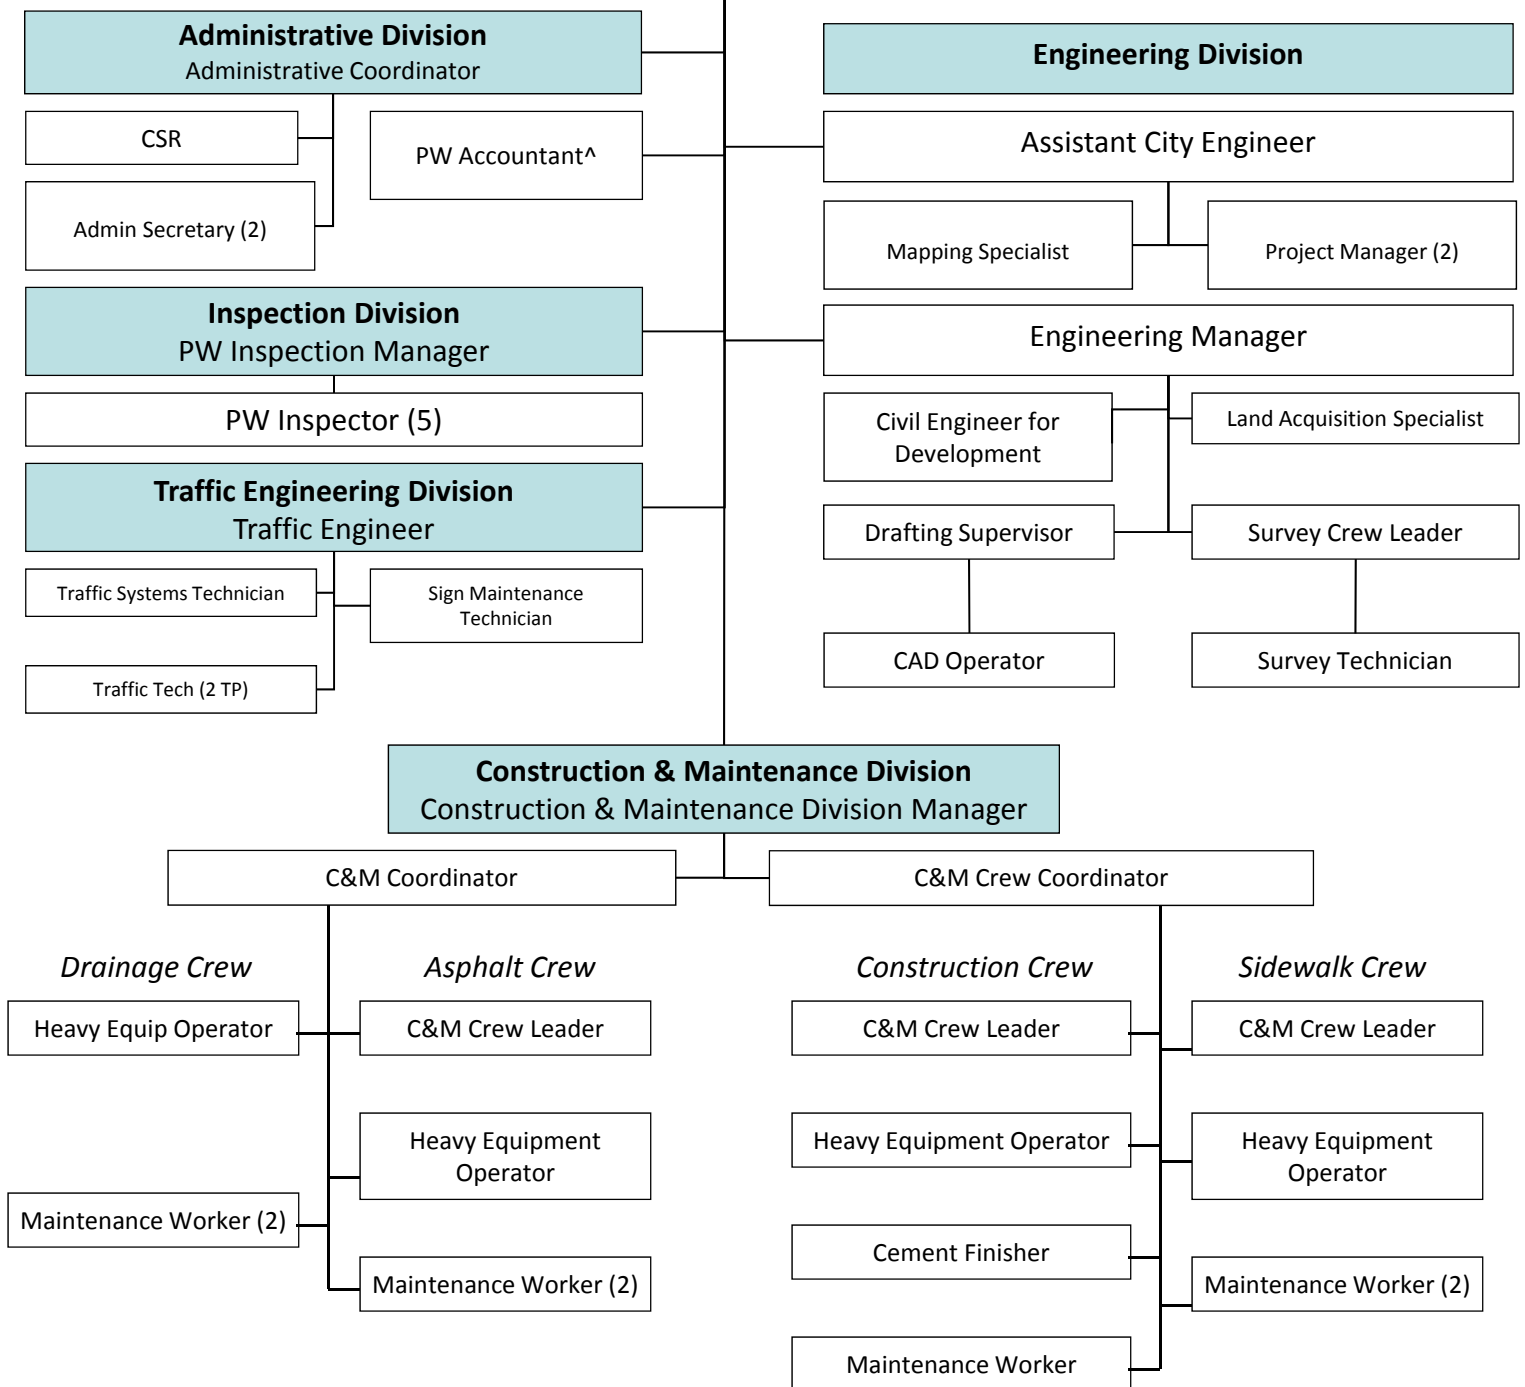 Administrative Division
Administrative Coordinator
CSR
PW Accountant^
Admin Secretary (2)
Inspection Division
PW Inspection Manager
PW Inspector (5)
Traffic Engineering Division
Traffic Engineer
Traffic Systems Technician
Sign Maintenance
Technician
Traffic Tech (2 TP)
Engineering Division
Assistant City Engineer
Mapping Specialist
Project Manager (2)
Engineering Manager
Civil Engineer for
Development
Land Acquisition Specialist
Drafting Supervisor
Survey Crew Leader
CAD Operator
Survey Technician
Construction & Maintenance Division
Construction & Maintenance Division Manager
C&M Coordinator
C&M Crew Coordinator
Drainage Crew
Heavy Equip Operator
Maintenance Worker (2)
Asphalt Crew
C&M Crew Leader
Heavy Equipment
Operator
Maintenance Worker (2)
Construction Crew
C&M Crew Leader
Heavy Equipment Operator
Cement Finisher
Maintenance Worker
Sidewalk Crew
C&M Crew Leader
Heavy Equipment
Operator
Maintenance Worker (2)